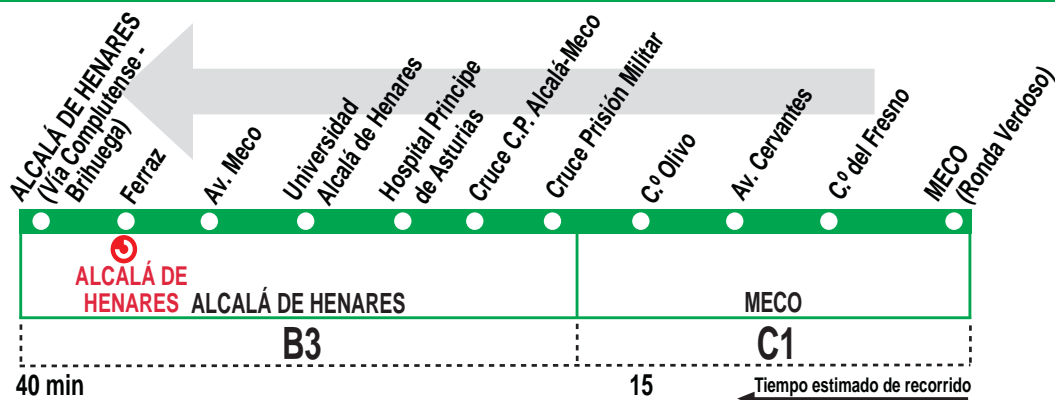 ALCALÁ DE HENARES
(Vía Complutense -
Brihuega)
Ferraz
Av. Meco
Universidad
Alcalá de Henares
Hospital Principe
de Asturias
Cruce C.P. Alcalá-Meco
Cruce Prisión Militar
C.º Olivo
Av. Cervantes
C.º del Fresno
MECO
(Ronda Verdoso)
ALCALÁ DE
HENARES
ALCALÁ DE HENARES
MECO
B3
C1
40 min
15
Tiempo estimado de recorrido